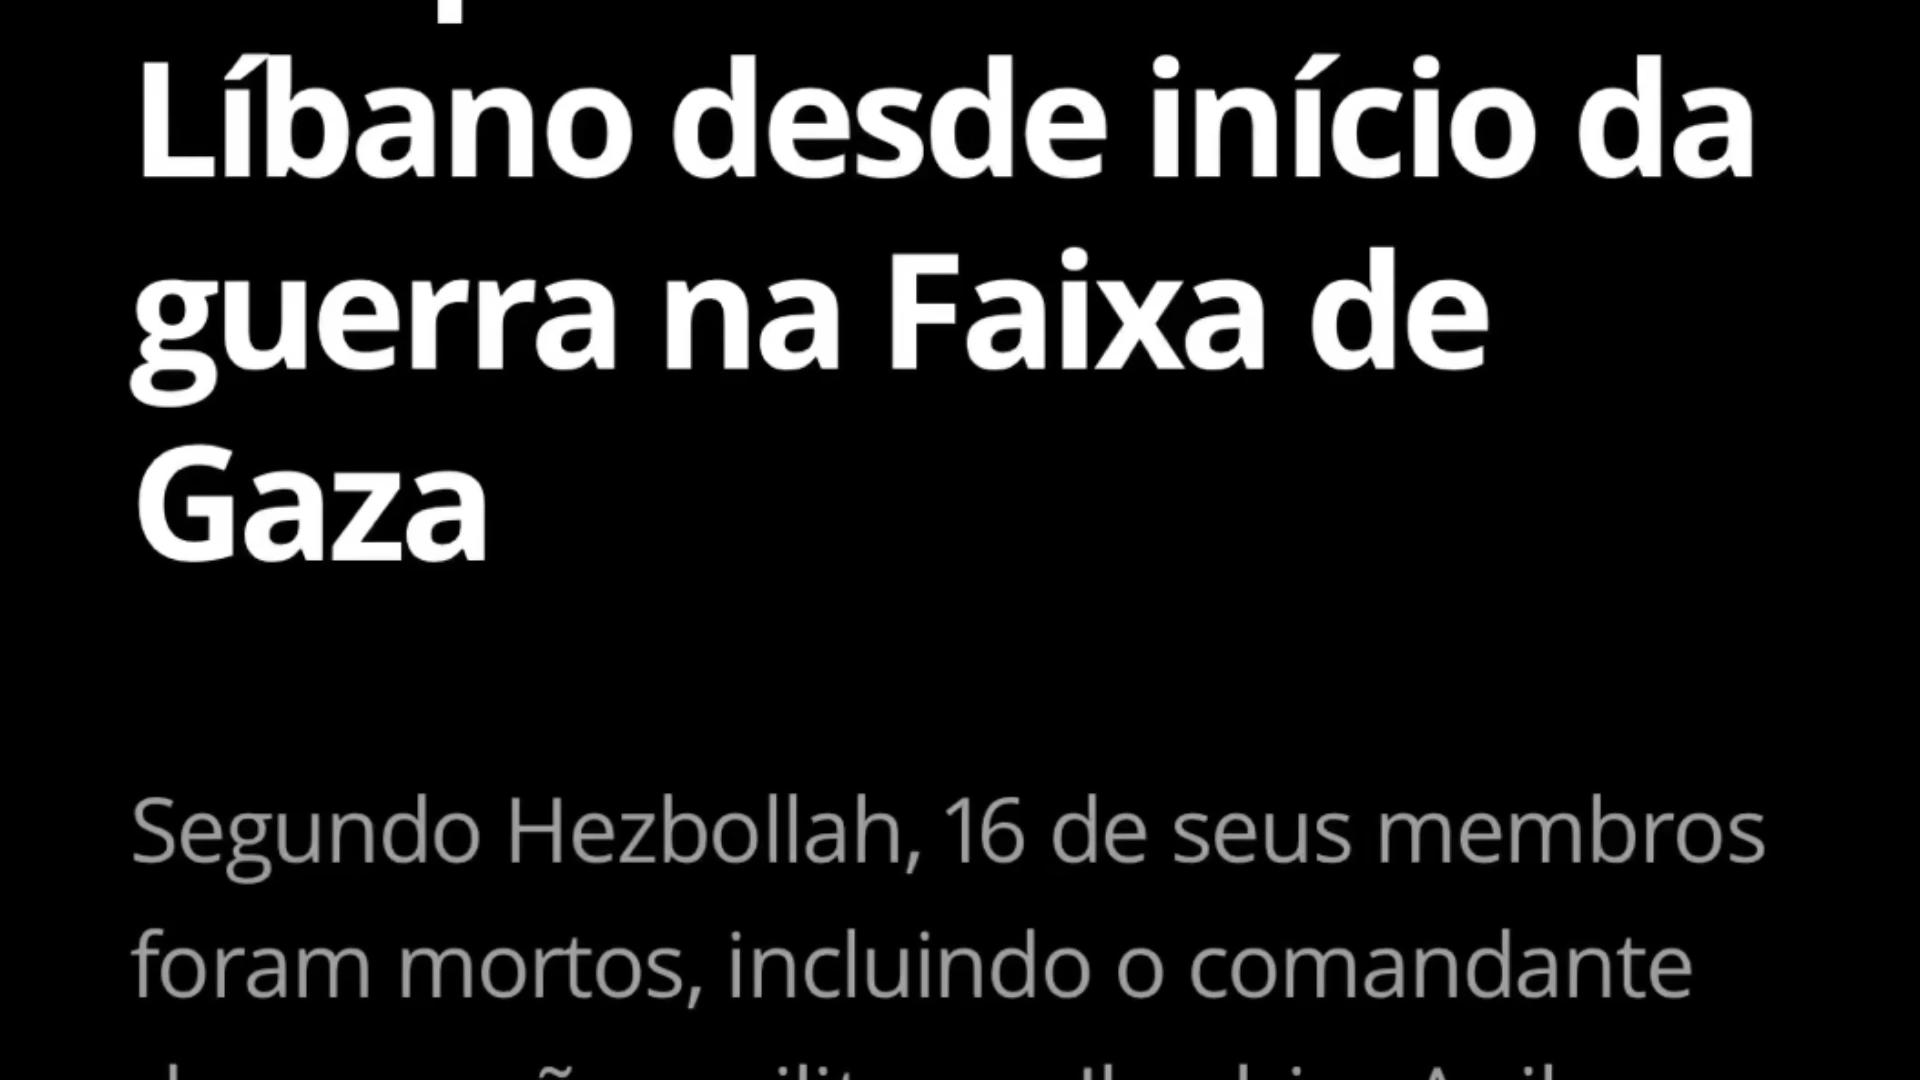 Líbano desde início da
guerra na Faixa de
Gaza
Segundo Hezbollah, 16 de seus membros
foram mortos, incluindo o comandante